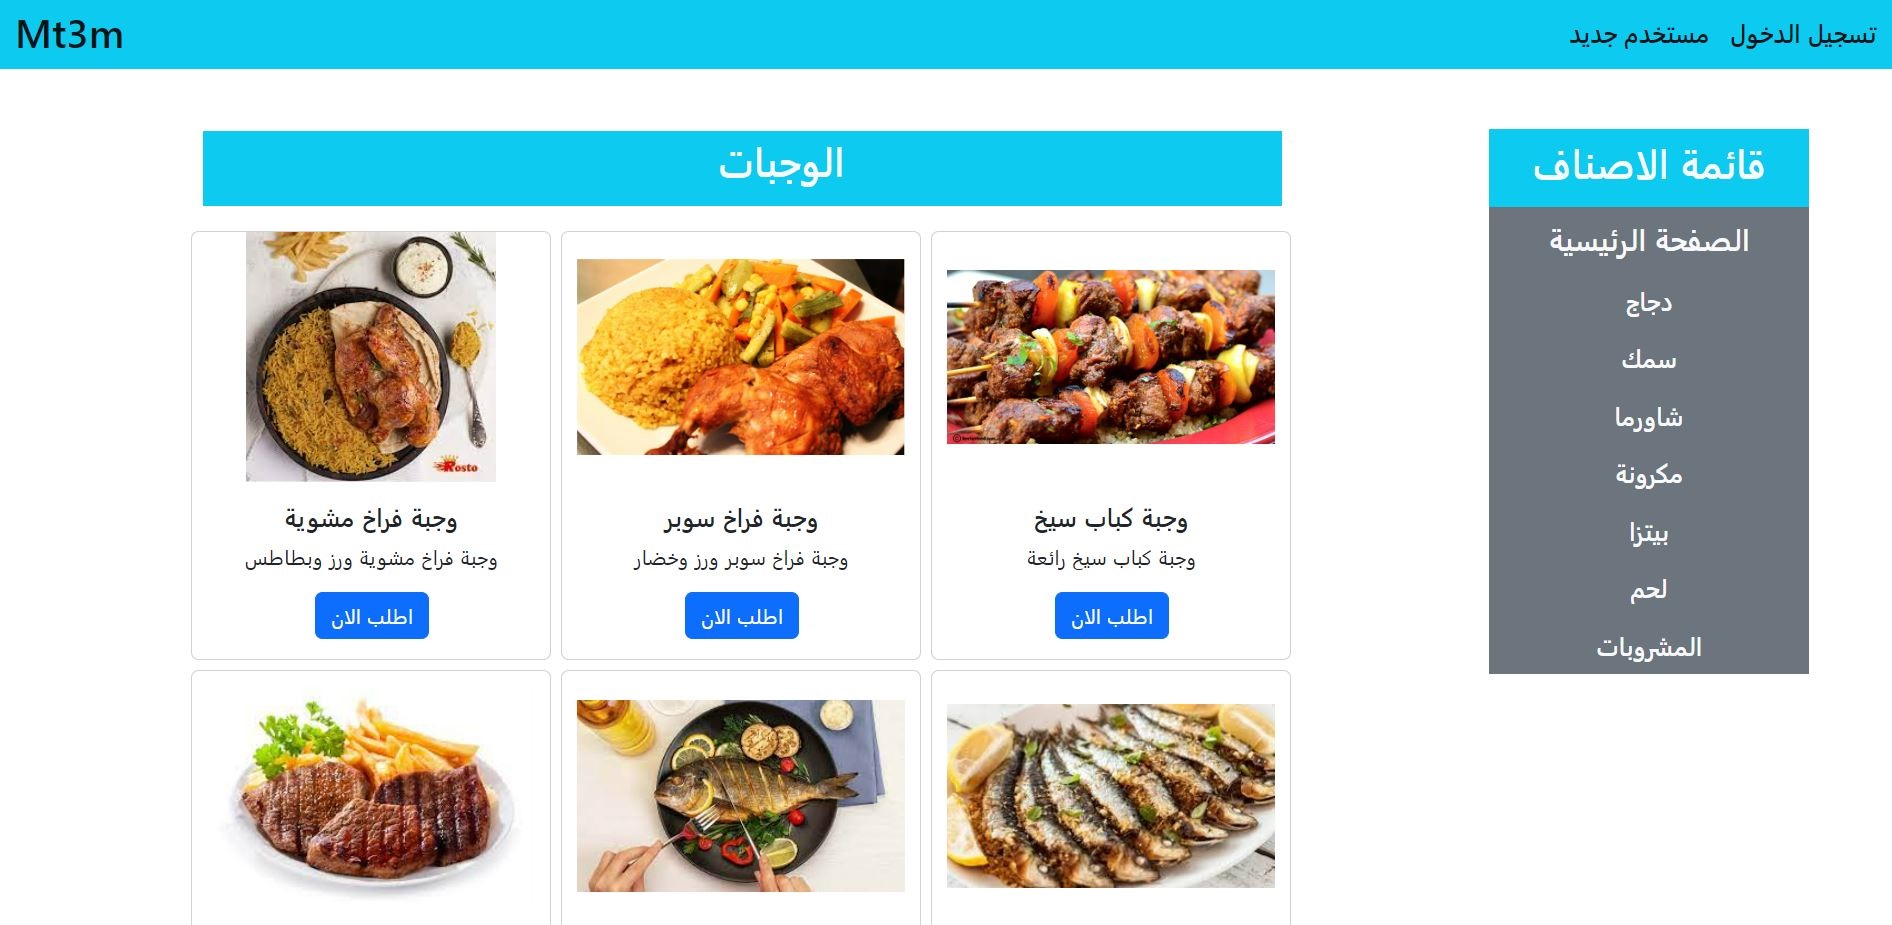 Mt3m
تسجيل الدخول
مستخدم جديد
قائمة الاصناف
الصفحة الرئيسية
دجاج
سمك
شاورما
مكرونة
بيتزا
لحم
المشروبات
الوجبات
وجبة كباب سيخ
وجبة كباب سيخ رائعة
اطلب الان
وجبة فراخ سوبر
وجبة فراخ سوبر ورز وخضار
اطلب الان
Rosto
وجبة فراخ مشوية
وجبة فراخ مشوية ورز وبطاطس
اطلب الان